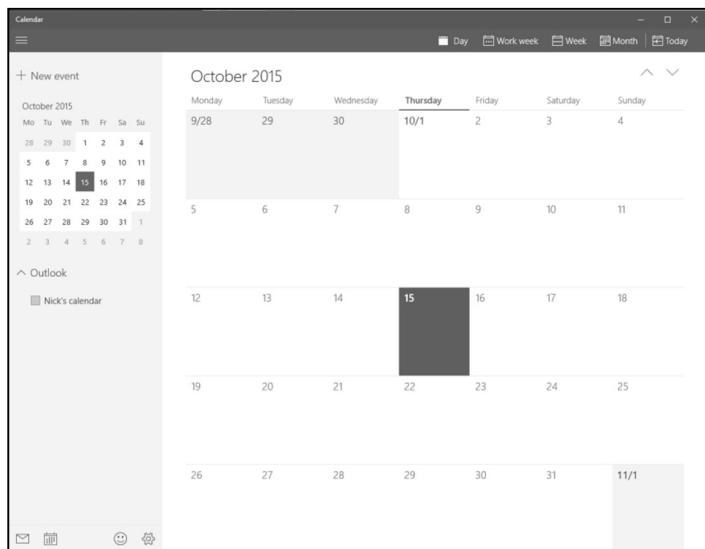 Calendar
Day Work week Week Month Today
+ New event
October 2015
Mo Tu We Th Fr Sa Su
28 29 30 1 2 3 4
5 6 7 8 9 10 11
12 13 14 15 16 17 18
19 20 21 22 23 24 25
26 27 28 29 30 31 1
2 3 4 5 6 7 8
Outlook
Nick's calendar
October 2015
Monday Tuesday Wednesday Thursday Friday Saturday Sunday
9/28 29 30 10/1 2 3 4
5 6 7 8 9 10 11
12 13 14 15 16 17 18
19 20 21 22 23 24 25
26 27 28 29 30 31 11/1